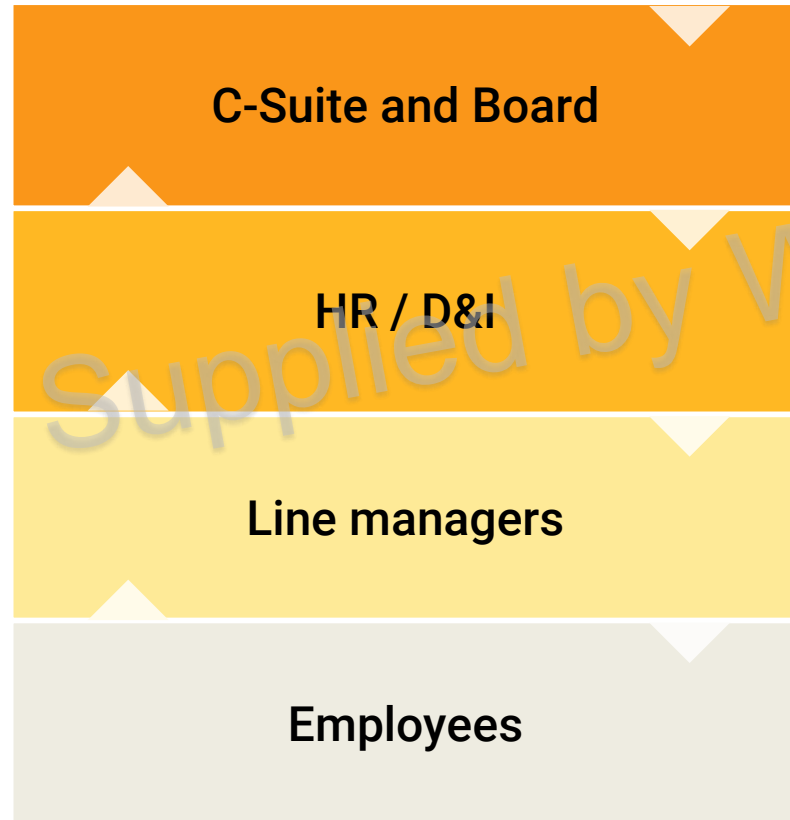 C-Suite and Board
HR / D&I
Supplied by
Line managers
Employees